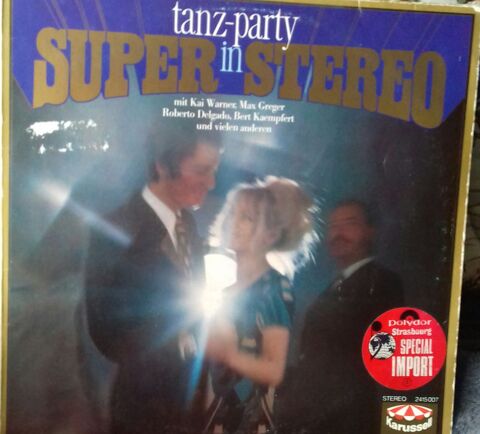 tanz-party
in
SUPER STEREO
mit Kai Warner, Max Greger
Roberto Delgado, Bert Kaempfert
und vielen anderen
Polydor
Strasbourg
SPECIAL
IMPORT
STEREO 2415 007
Karussell